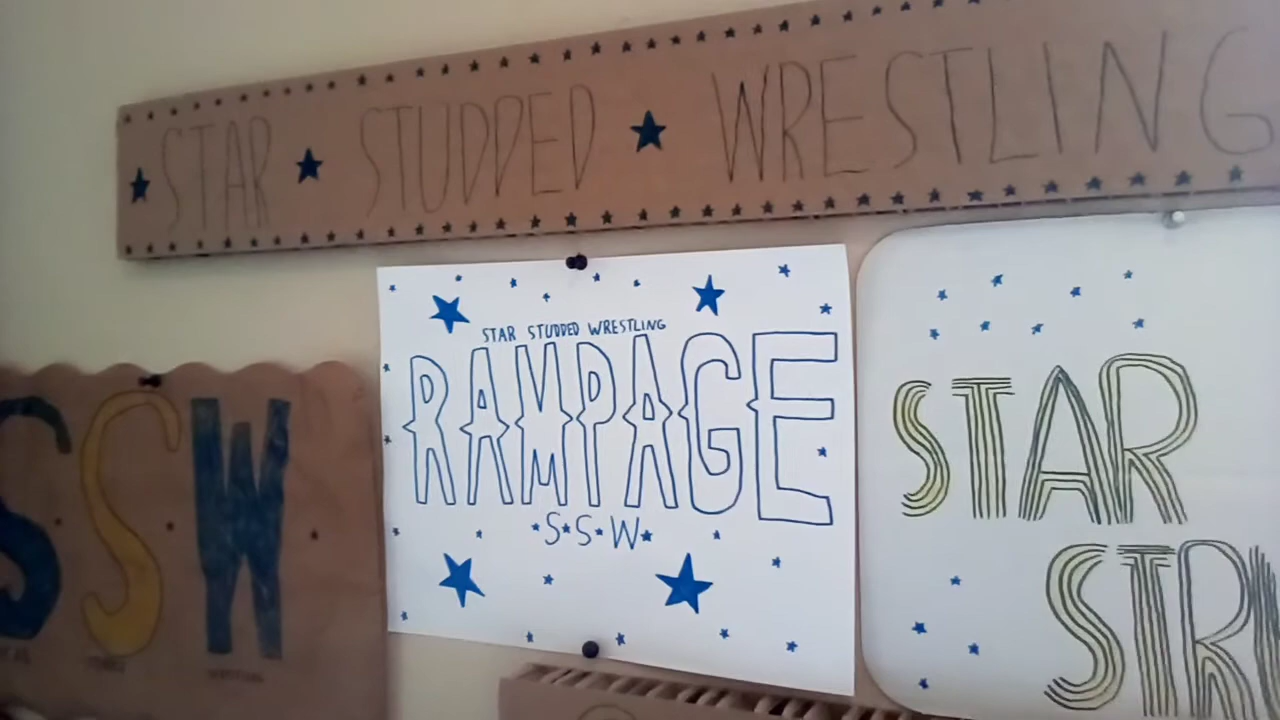 STAR ★ STUDDED ★ WRESTLING
STAR STUDDED WRESTLING
RAMPAGE
S★S★W
SSW
STAR